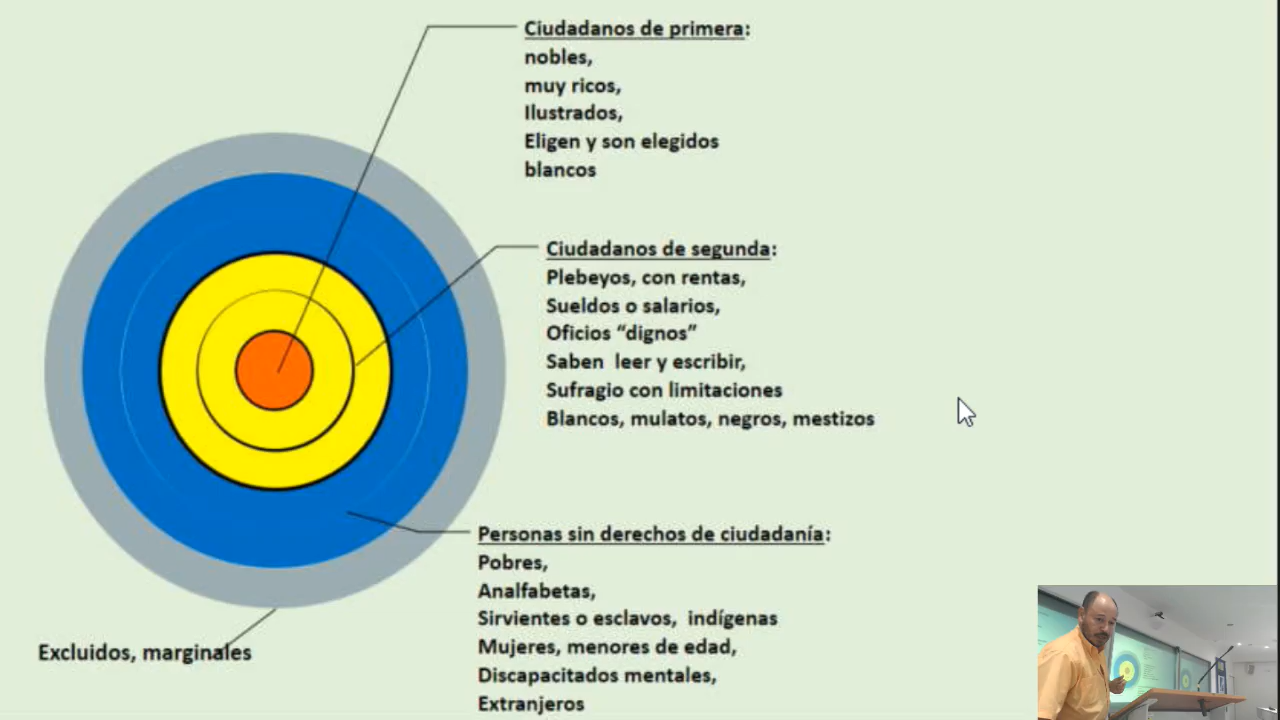 Ciudadanos de primera:
nobles,
muy ricos,
Ilustrados,
Eligen y son elegidos
blancos
Ciudadanos de segunda:
Plebeyos, con rentas,
Sueldos o salarios,
Oficios “dignos”
Saben leer y escribir,
Sufragio con limitaciones
Blancos, mulatos, negros, mestizos
Personas sin derechos de ciudadanía:
Pobres,
Analfabetas,
Sirvientes o esclavos, indígenas
Mujeres, menores de edad,
Discapacitados mentales,
Extranjeros
Excluidos, marginales